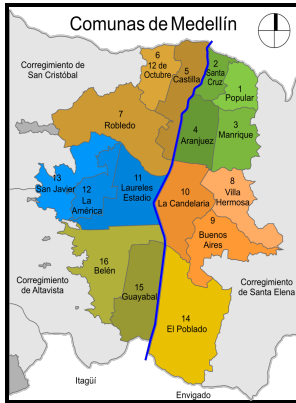 Comunas de Medellín
Corregimiento de
San Cristóbal
6
12 de
Octubre
5
Castilla
2
Santa
Cruz
1
Popular
7
Robledo
4
Aranjuez
3
Manrique
13
San Javier
12
La
América
11
Laureles
Estadio
10
La Candelaria
8
Villa
Hermosa
9
Buenos
Aires
16
Belén
15
Guayabal
14
El Poblado
Corregimiento
de Altavista
Corregimiento
de Santa Elena
Itagüí
Envigado